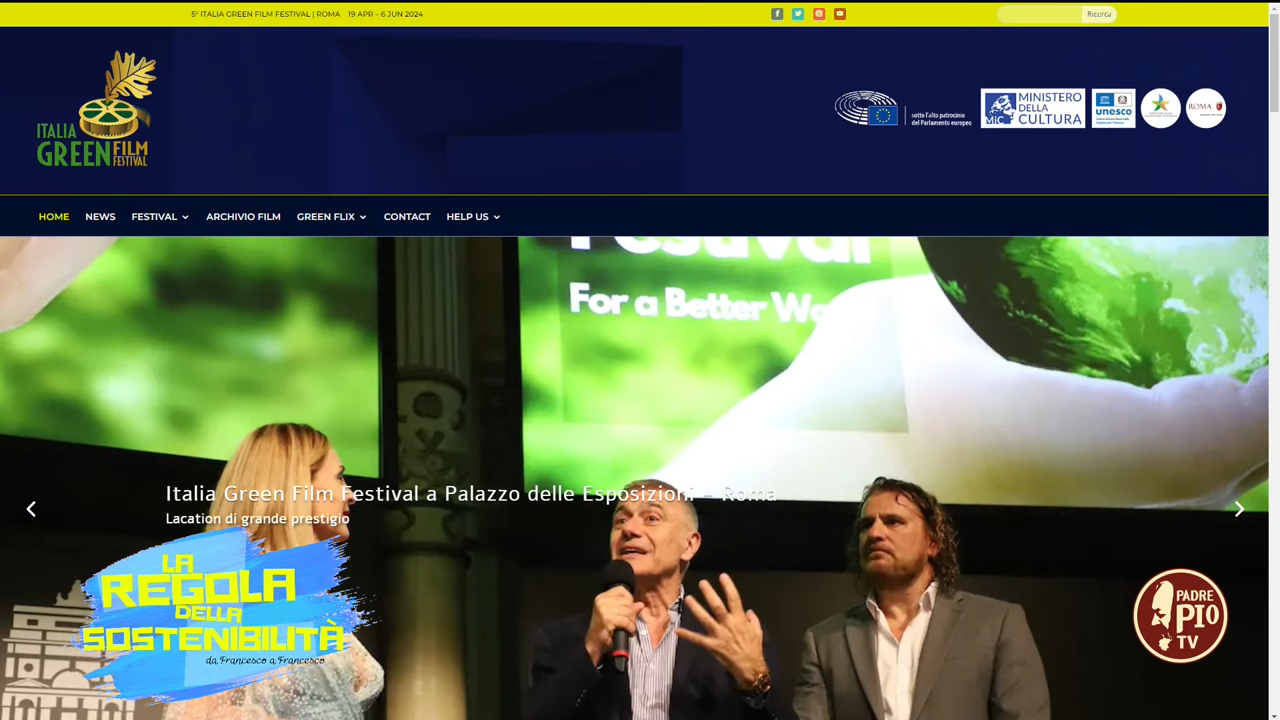 5° ITALIA GREEN FILM FESTIVAL | ROMA 19 APR – 6 JUN 2024
Ricerca
ITALIA
GREEN FILM
FESTIVAL
sotto l'alto patrocinio
del Parlamento europeo
MiC
MINISTERO
DELLA
CULTURA
unesco
ROMA
HOME NEWS FESTIVAL ARCHIVIO FILM GREEN FLIX CONTACT HELP US
Festival
For a Better Wo
Italia Green Film Festival a Palazzo delle Esposizioni – Roma
Lacation di grande prestigio
LA
REGOLA
DELLA
SOSTENIBILITÀ
da Francesco a Francesco
PADRE
PIO
TV